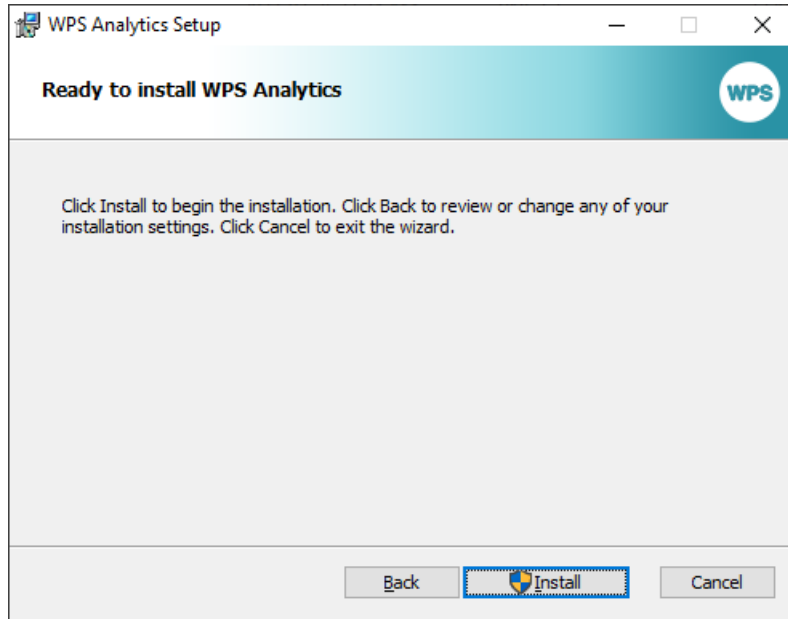 WPS Analytics Setup
Ready to install WPS Analytics
WPS
Click Install to begin the installation. Click Back to review or change any of your
installation settings. Click Cancel to exit the wizard.
Back Install Cancel